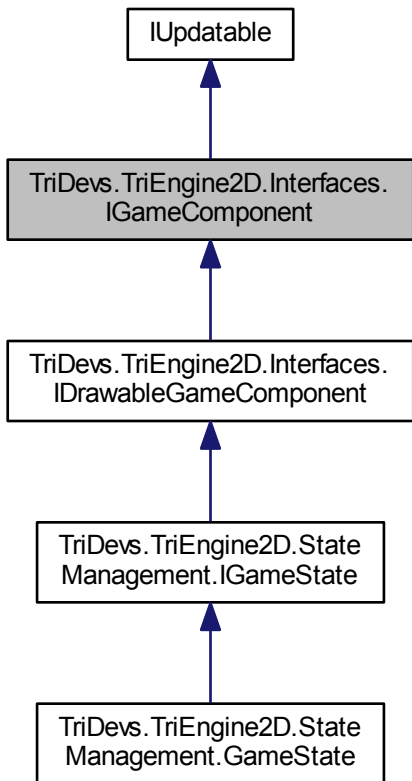 IUpdatable
TriDevs.TriEngine2D.Interfaces.
IGameComponent
TriDevs.TriEngine2D.Interfaces.
IDrawableGameComponent
TriDevs.TriEngine2D.State
Management.IGameState
TriDevs.TriEngine2D.State
Management.GameState